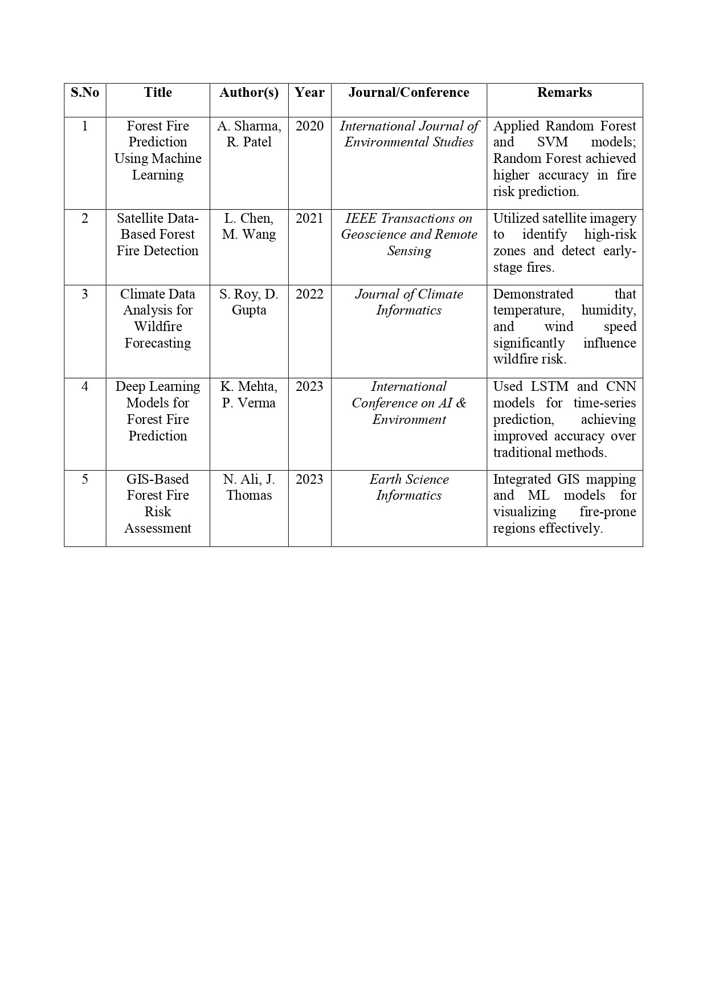 S.No Title Author(s) Year Journal/Conference Remarks
1 Forest Fire A. Sharma, 2020 International Journal of Applied Random Forest
Prediction R. Patel Environmental Studies and SVM models;
Using Machine Random Forest achieved
Learning higher accuracy in fire
risk prediction.
2 Satellite Data- L. Chen, 2021 IEEE Transactions on Utilized satellite imagery
Based Forest M. Wang Geoscience and Remote to identify high-risk
Fire Detection Sensing zones and detect early-
stage fires.
3 Climate Data S. Roy, D. 2022 Journal of Climate Demonstrated that
Analysis for Gupta Informatics temperature, humidity,
Wildfire and wind speed
Forecasting significantly influence
wildfire risk.
4 Deep Learning K. Mehta, 2023 International Used LSTM and CNN
Models for P. Verma Conference on AI & models for time-series
Forest Fire Environment prediction, achieving
Prediction improved accuracy over
traditional methods.
5 GIS-Based N. Ali, J. 2023 Earth Science Integrated GIS mapping
Forest Fire Thomas Informatics and ML models for
Risk visualizing fire-prone
Assessment regions effectively.